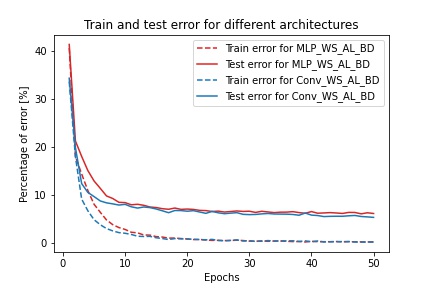 Train and test error for different architectures
Train error for MLP_WS_AL_BD
Test error for MLP_WS_AL_BD
Train error for Conv_WS_AL_BD
Test error for Conv_WS_AL_BD
Percentage of error [%]
40
30
20
10
0
0 10 20 30 40 50
Epochs